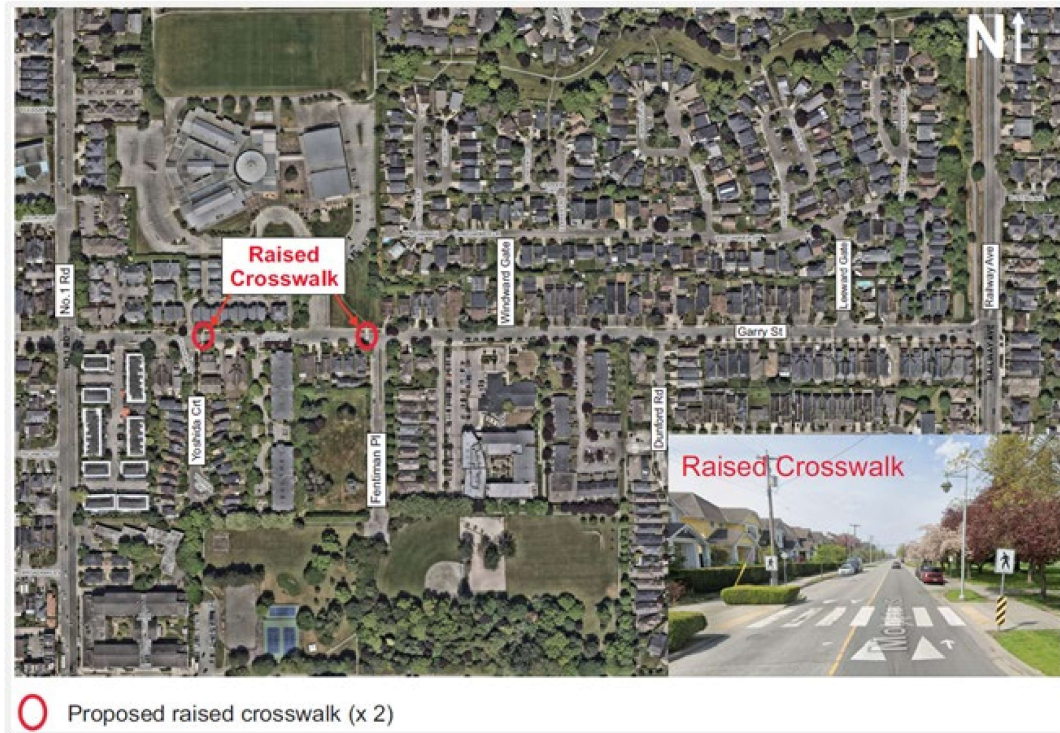 N
Raised
Crosswalk
No.1 Rd
Windward Gate
Leeward Gate
Railway Ave
Garry St
Yoshida Crt
Fentiman Pl
Dunford Rd
Raised Crosswalk
Proposed raised crosswalk (x 2)